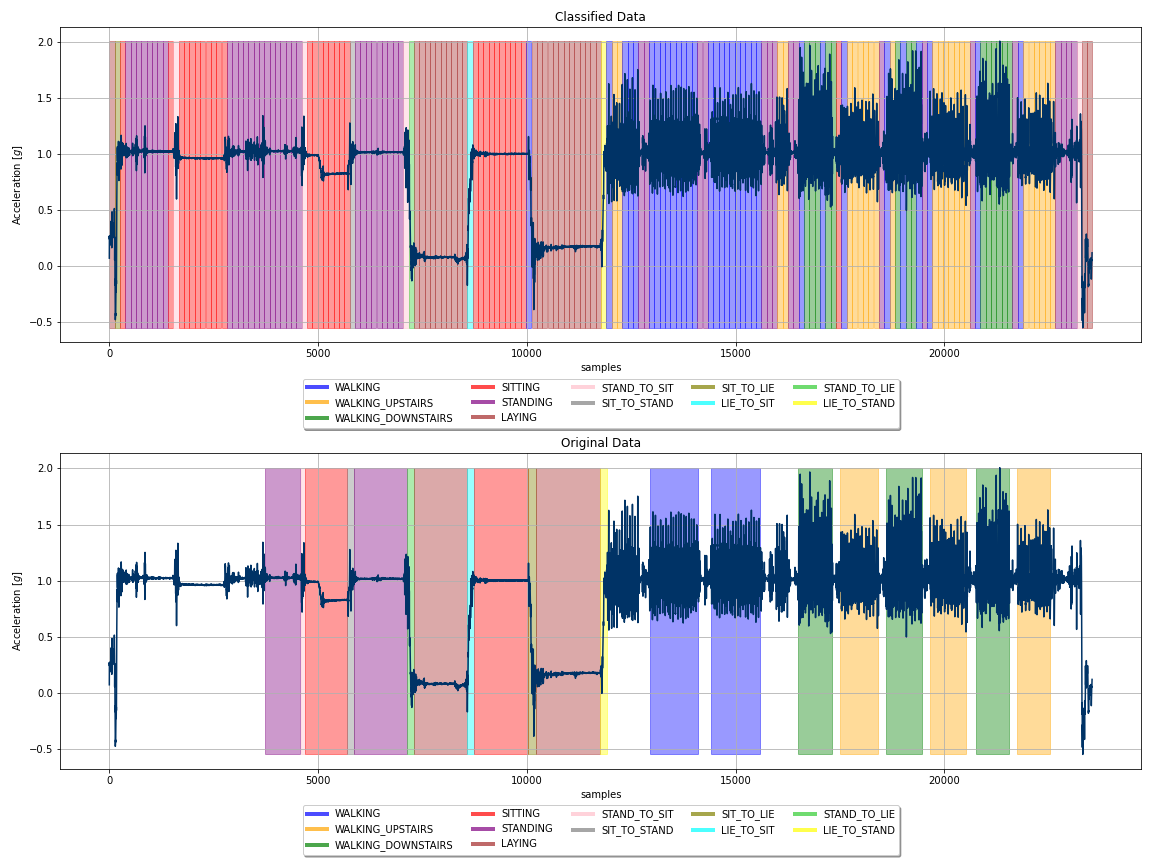 Classified Data
2.0
1.5
1.0
0.5
0.0
−0.5
Acceleration [g]
0 5000 10000 15000 20000
samples
WALKING SITTING STAND_TO_SIT SIT_TO_LIE STAND_TO_LIE
WALKING_UPSTAIRS STANDING SIT_TO_STAND LIE_TO_SIT LIE_TO_STAND
WALKING_DOWNSTAIRS LAYING
Original Data
2.0
1.5
1.0
0.5
0.0
−0.5
Acceleration [g]
0 5000 10000 15000 20000
samples
WALKING SITTING STAND_TO_SIT SIT_TO_LIE STAND_TO_LIE
WALKING_UPSTAIRS STANDING SIT_TO_STAND LIE_TO_SIT LIE_TO_STAND
WALKING_DOWNSTAIRS LAYING